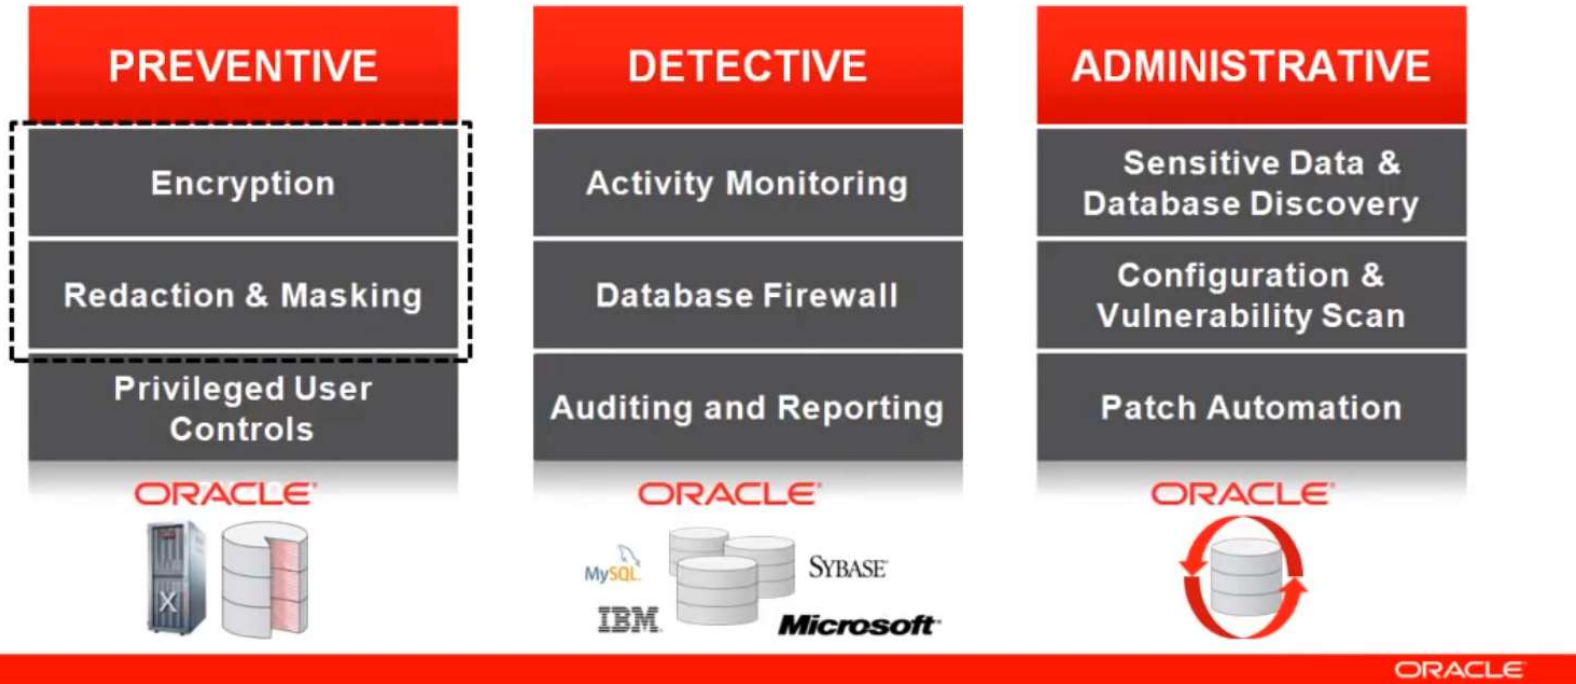 PREVENTIVE
Encryption
Redaction & Masking
Privileged User
Controls
ORACLE
X
DETECTIVE
Activity Monitoring
Database Firewall
Auditing and Reporting
ORACLE
MySQL
SYBASE
IBM
Microsoft
ADMINISTRATIVE
Sensitive Data &
Database Discovery
Configuration &
Vulnerability Scan
Patch Automation
ORACLE
ORACLE